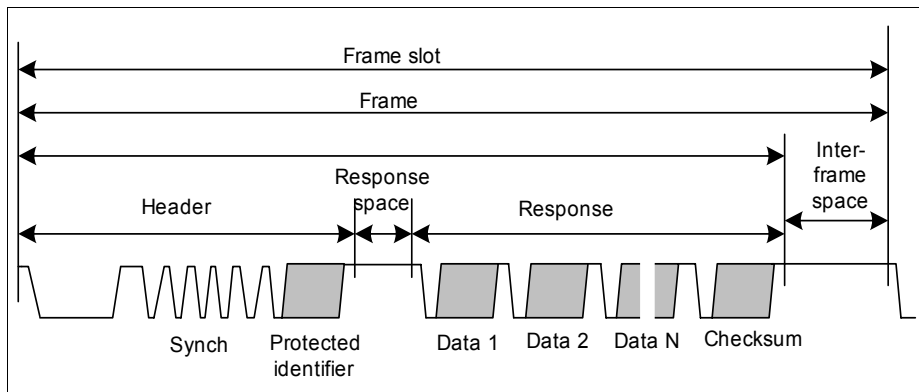 Frame slot
Frame
Inter-
frame
space
Response
space
Header
Response
Synch
Protected
identifier
Data 1
Data 2
Data N
Checksum